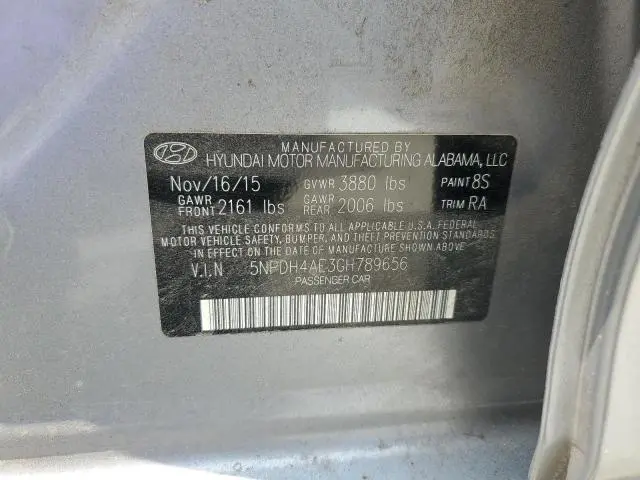 MANUFACTURED BY
HYUNDAI MOTOR MANUFACTURING ALABAMA, LLC
Nov/16/15 GVWR 3880 lbs PAINT 8S
GAWR FRONT 2161 lbs GAWR REAR 2006 lbs TRIM RA
THIS VEHICLE CONFORMS TO ALL APPLICABLE U.S.A. FEDERAL
MOTOR VEHICLE SAFETY, BUMPER, AND THEFT PREVENTION STANDARDS
IN EFFECT ON THE DATE OF MANUFACTURE SHOWN ABOVE.
V.I.N. 5NPDH4AE3GH789656
PASSENGER CAR